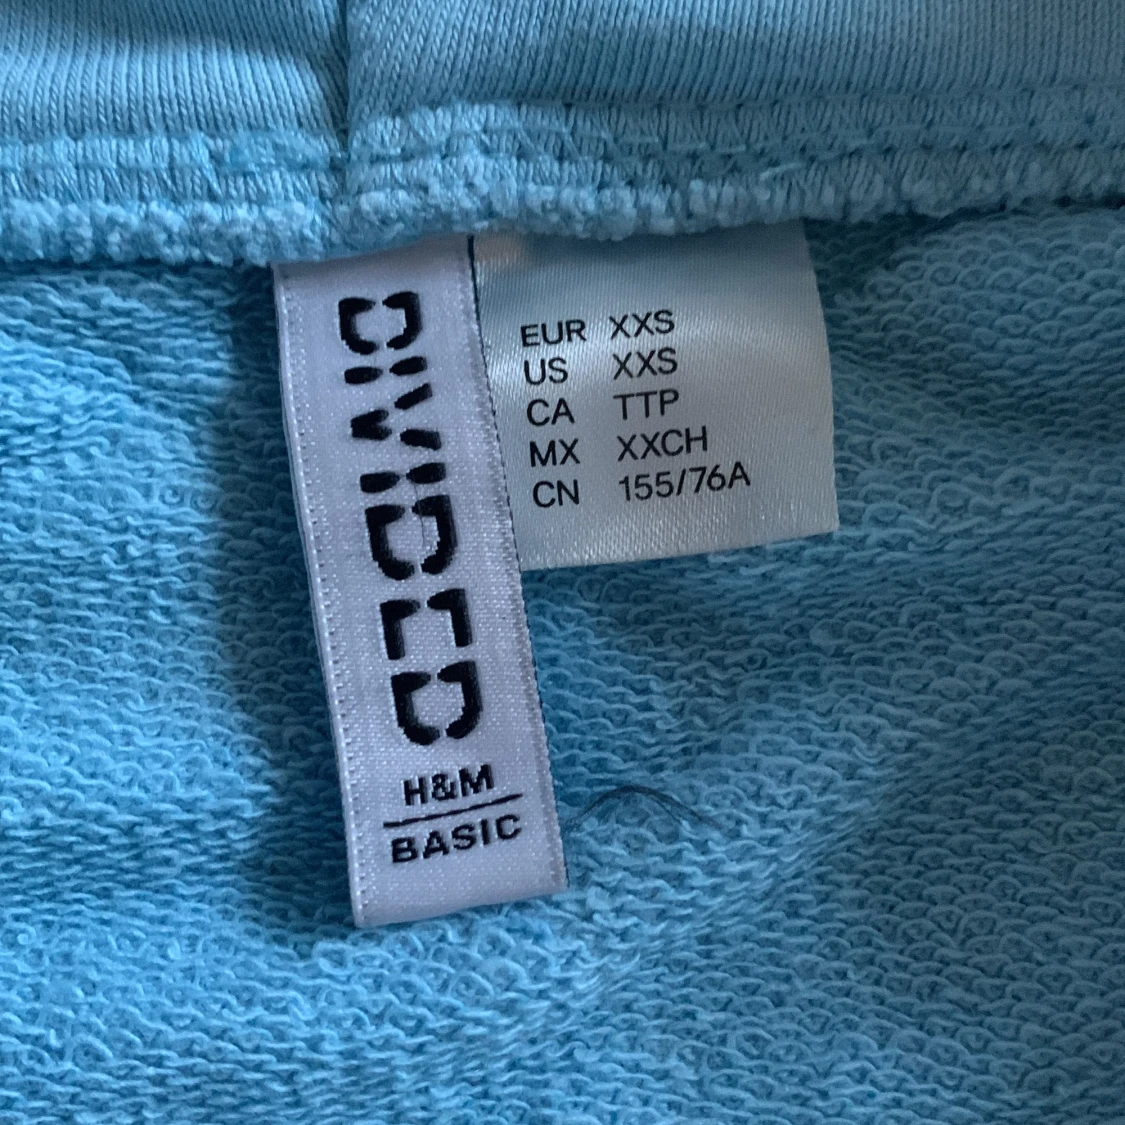 DIVIDED
H&M
BASIC
EUR XXS
US XXS
CA TTP
MX XXCH
CN 155/76A